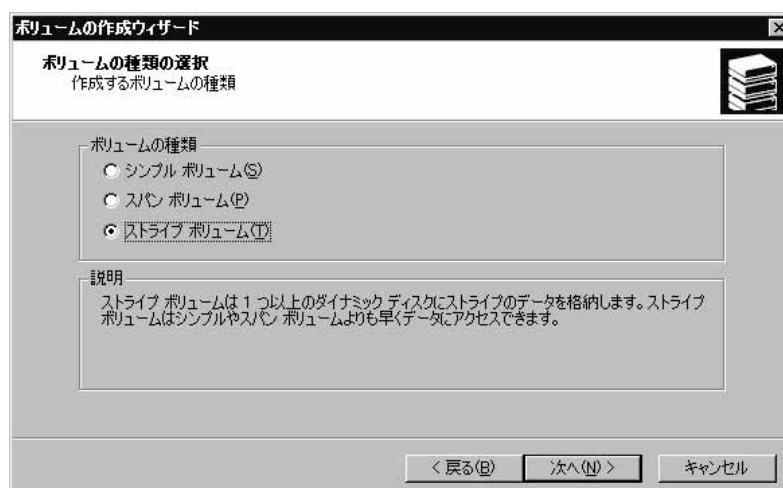 ボリュームの作成ウィザード
ボリュームの種類の選択
作成するボリュームの種類
ボリュームの種類
シンプル ボリューム(S)
スパン ボリューム(P)
ストライプ ボリューム(T)
説明
ストライプ ボリュームは 1 つ以上のダイナミック ディスクにストライプのデータを格納します。ストライプ
ボリュームはシンプルやスパン ボリュームよりも早くデータにアクセスできます。
< 戻る(B)
次へ(N) >
キャンセル